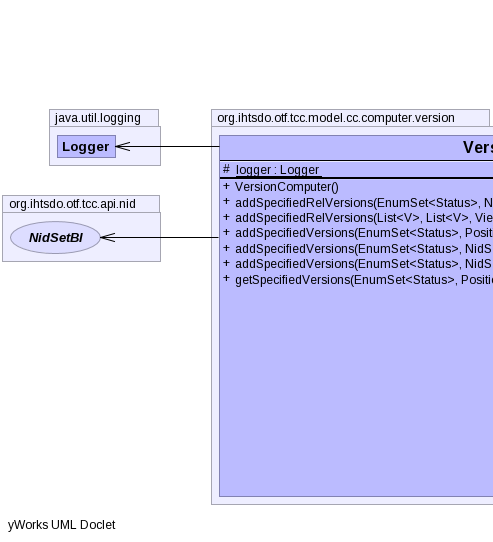 java.util.logging
Logger
org.ihtsdo.otf.tcc.model.cc.computer.version
# logger : Logger
+ VersionComputer()
+ addSpecifiedRelVersions(EnumSet<Status>, N
+ addSpecifiedRelVersions(List<V>, List<V>, Vie
+ addSpecifiedVersions(EnumSet<Status>, Posit
+ addSpecifiedVersions(EnumSet<Status>, NidS
+ addSpecifiedVersions(EnumSet<Status>, NidS
+ getSpecifiedVersions(EnumSet<Status>, Positi
org.ihtsdo.otf.tcc.api.nid
NidSetBI
yWorks UML Doclet